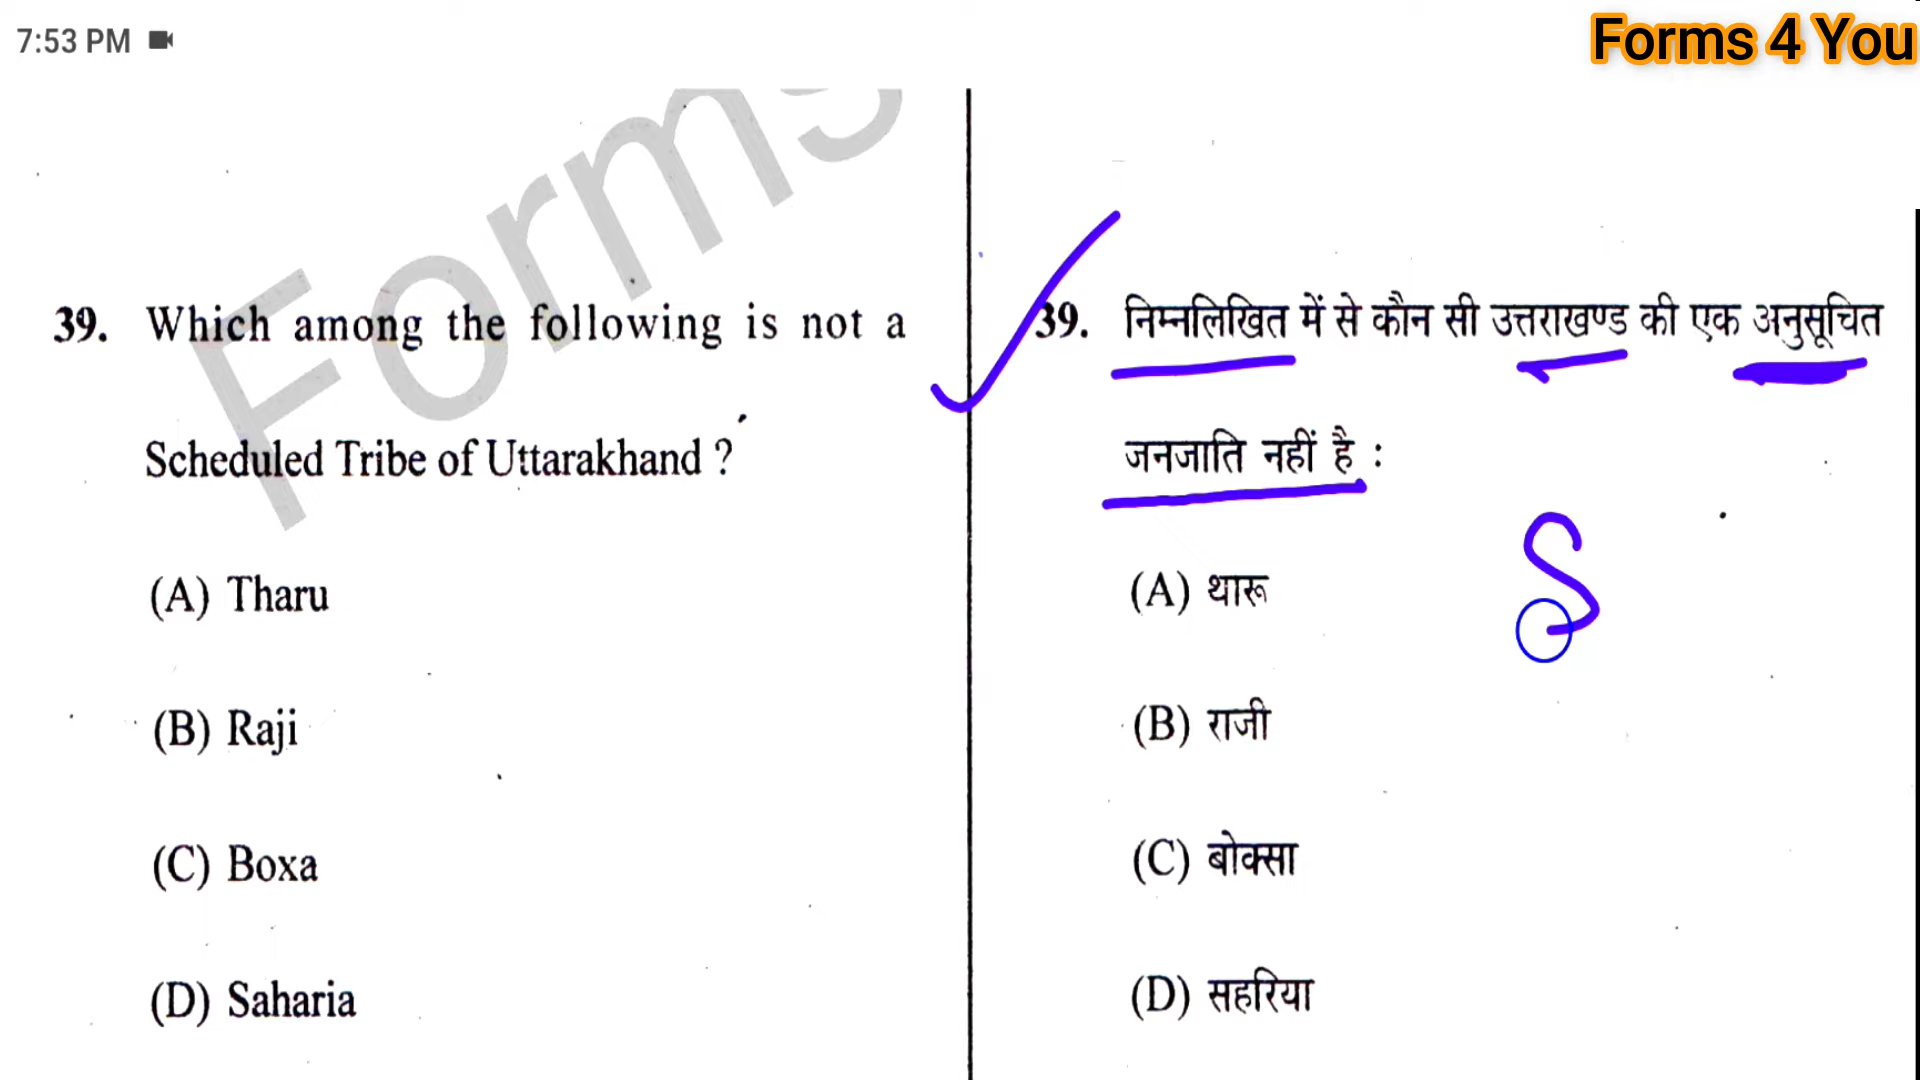 7:53 PM
Forms 4 You
Forms
39. Which among the following is not a
Scheduled Tribe of Uttarakhand ?
(A) Tharu
(B) Raji
(C) Boxa
(D) Saharia
39. निम्नलिखित में से कौन सी उत्तराखण्ड की एक अनुसूचित
जनजाति नहीं है :
S
(A) थारू
(B) राजी
(C) बोक्सा
(D) सहरिया